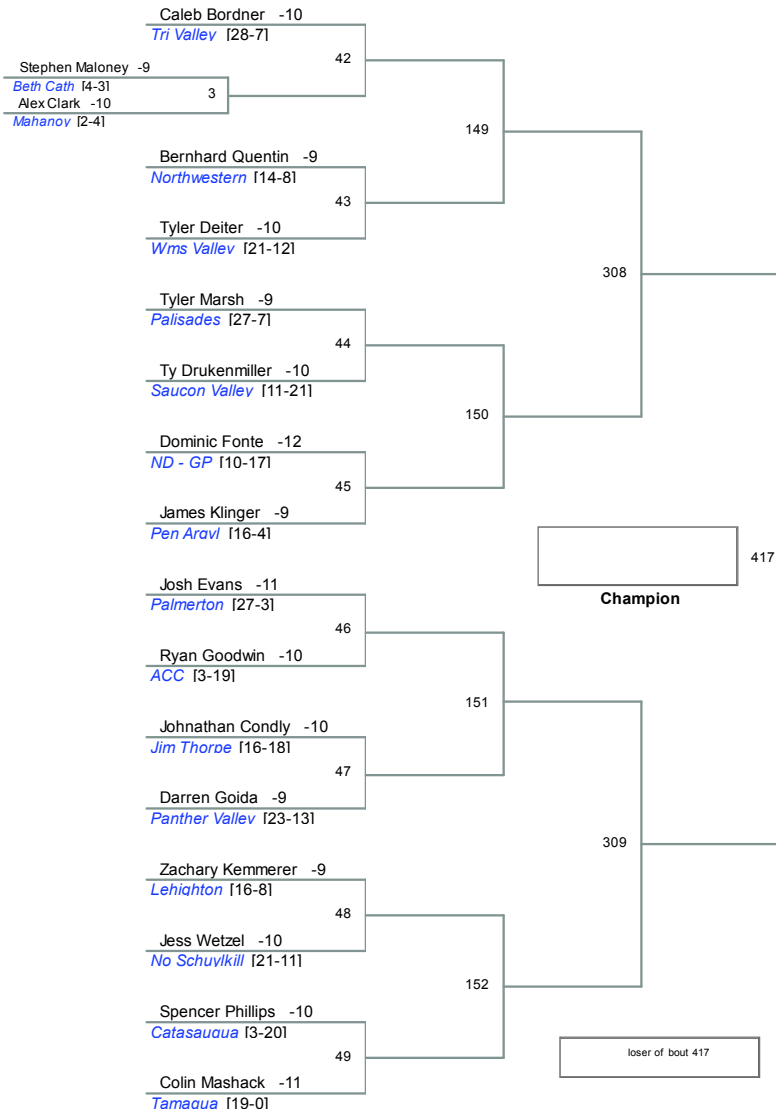 Caleb Bordner -10
Tri Valley [28-7]
42
Stephen Maloney -9
Beth Cath [4-3]
3
Alex Clark -10
Mahanoy [2-4]
149
Bernhard Quentin -9
Northwestern [14-8]
43
Tyler Deiter -10
Wms Valley [21-12]
308
Tyler Marsh -9
Palisades [27-7]
44
Ty Drukenmiller -10
Saucon Valley [11-21]
150
Dominic Fonte -12
ND - GP [10-17]
45
James Klinger -9
Pen Argyl [16-4]
417
Champion
Josh Evans -11
Palmerton [27-3]
46
Ryan Goodwin -10
ACC [3-19]
151
Johnathan Condly -10
Jim Thorpe [16-18]
47
Darren Goida -9
Panther Valley [23-13]
309
Zachary Kemmerer -9
Lehighton [16-8]
48
Jess Wetzel -10
No Schuylkill [21-11]
152
Spencer Phillips -10
Catasauqua [3-20]
49
loser of bout 417
Colin Mashack -11
Tamaqua [19-0]